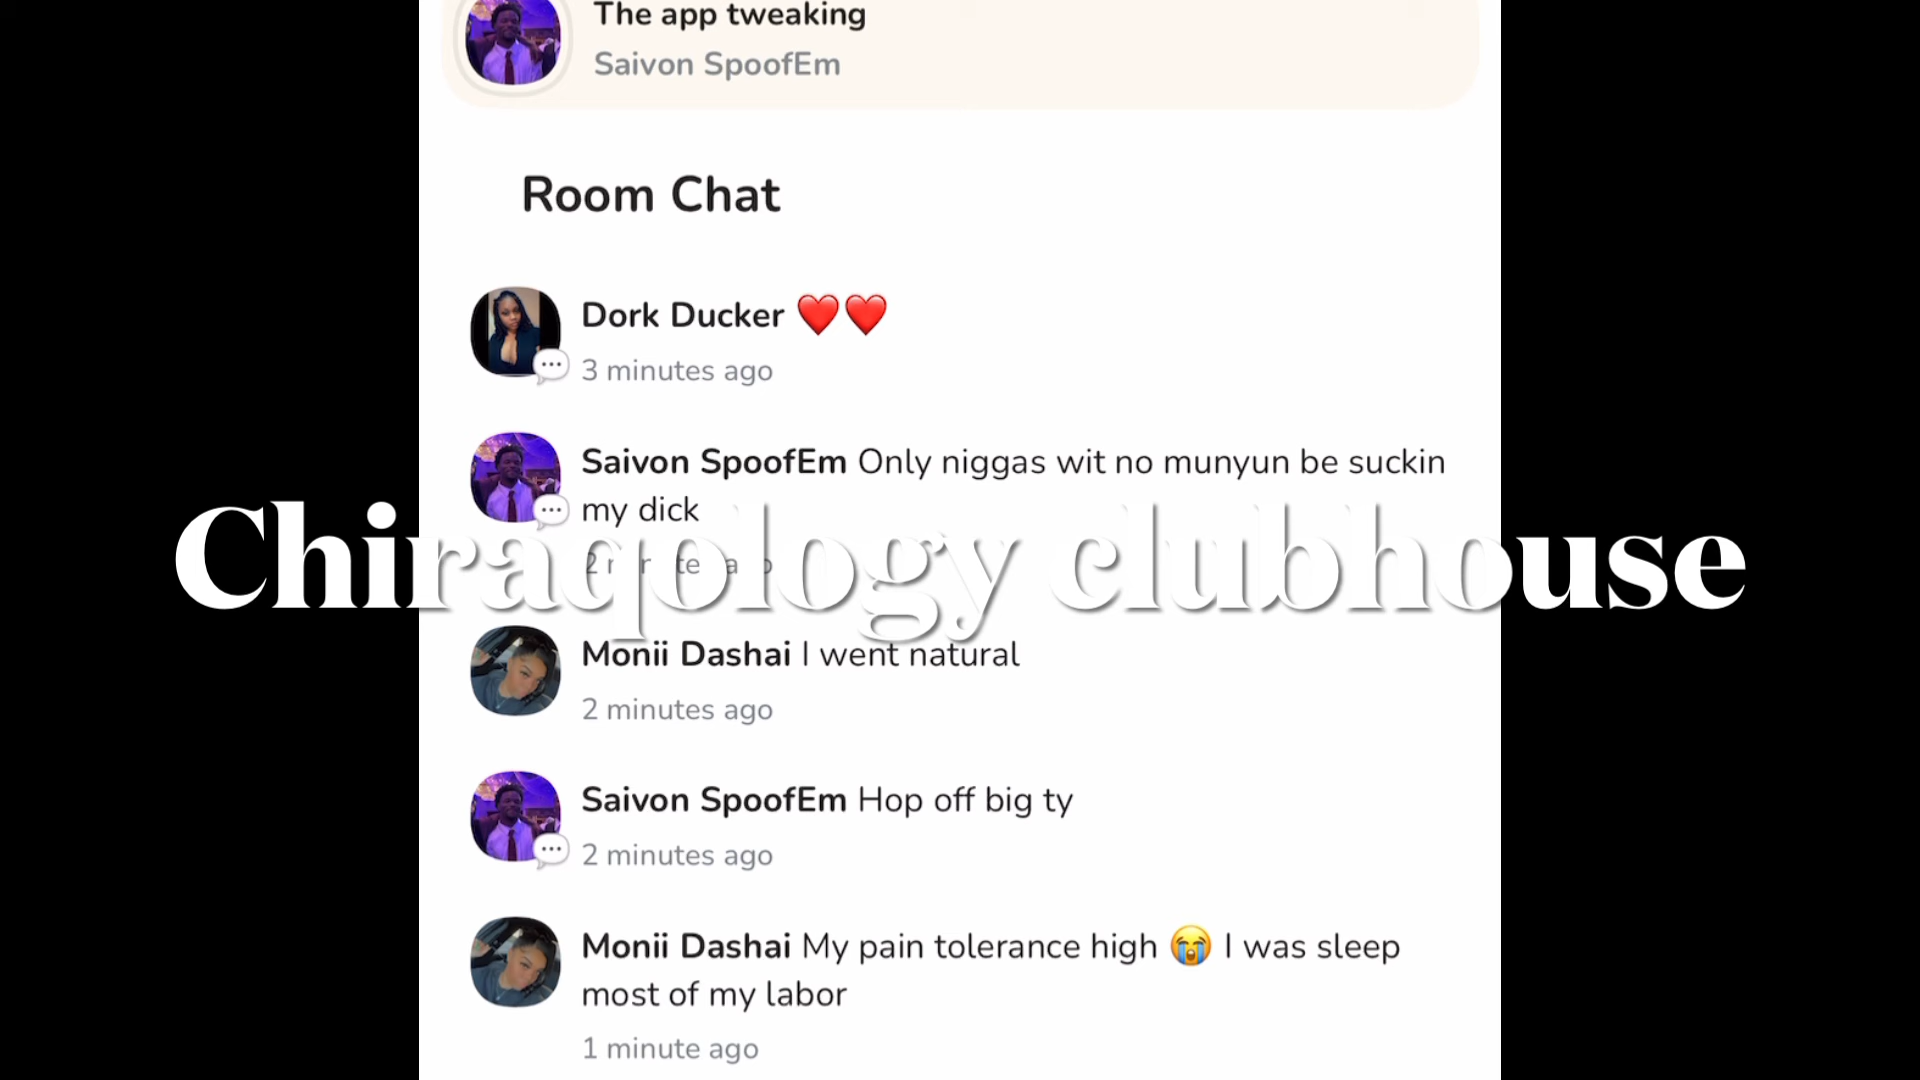 The app tweaking
Saivon SpoofEm
Room Chat
Dork Ducker ❤️❤️
3 minutes ago
Saivon SpoofEm Only niggas wit no munyun be suckin
my dick
Chiraqology clubhouse
Monii Dashai I went natural
2 minutes ago
Saivon SpoofEm Hop off big ty
2 minutes ago
Monii Dashai My pain tolerance high 😭 I was sleep
most of my labor
1 minute ago